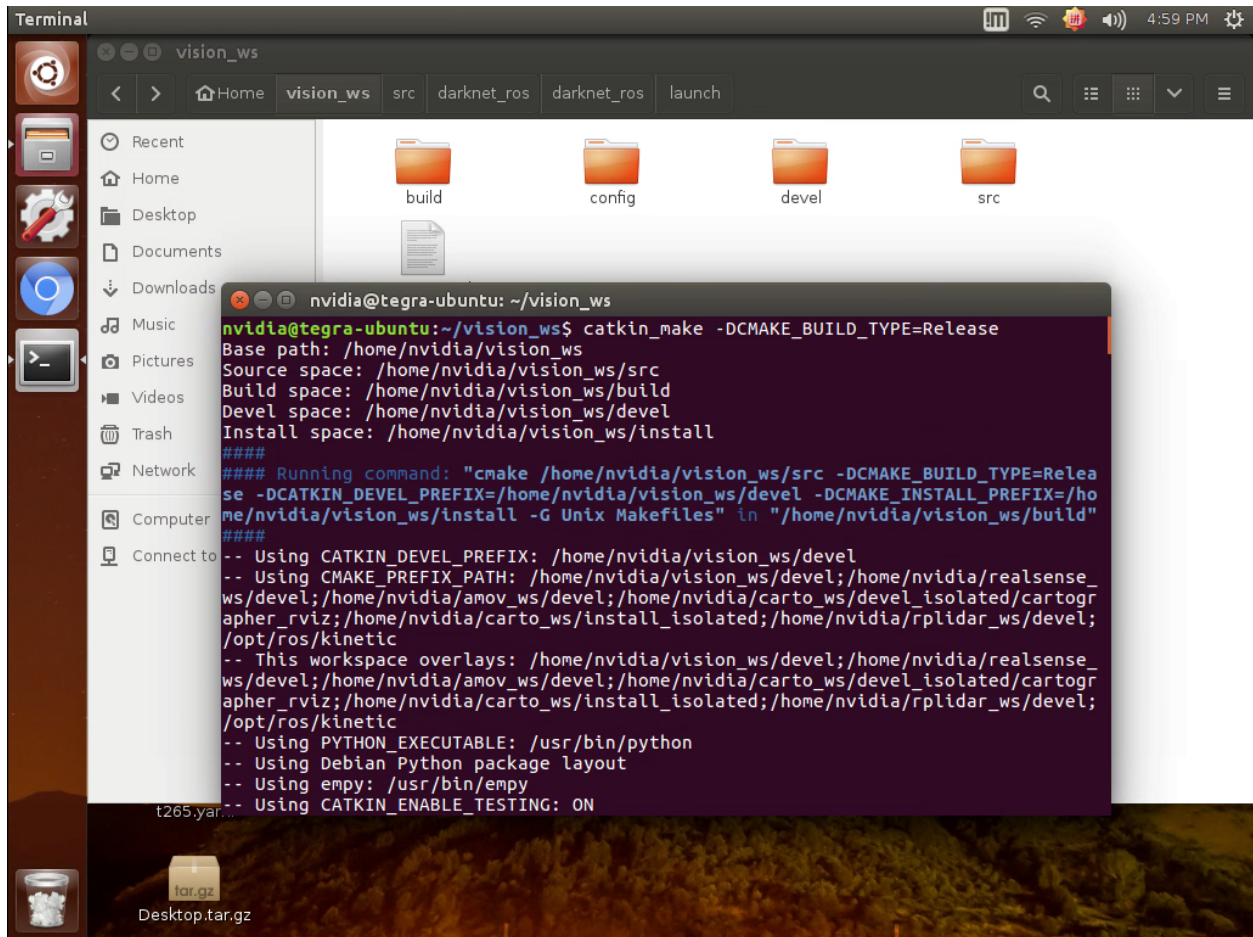 Terminal
4:59 PM
vision_ws
Home vision_ws src darknet_ros darknet_ros launch
Recent
Home
Desktop
Documents
Downloads
Music
Pictures
Videos
Trash
Network
Computer
Connect to
build config devel src
nvidia@tegra-ubuntu: ~/vision_ws
nvidia@tegra-ubuntu:~/vision_ws$ catkin_make -DCMAKE_BUILD_TYPE=Release
Base path: /home/nvidia/vision_ws
Source space: /home/nvidia/vision_ws/src
Build space: /home/nvidia/vision_ws/build
Devel space: /home/nvidia/vision_ws/devel
Install space: /home/nvidia/vision_ws/install
####
#### Running command: "cmake /home/nvidia/vision_ws/src -DCMAKE_BUILD_TYPE=Relea
se -DCATKIN_DEVEL_PREFIX=/home/nvidia/vision_ws/devel -DCMAKE_INSTALL_PREFIX=/ho
me/nvidia/vision_ws/install -G Unix Makefiles" in "/home/nvidia/vision_ws/build"
####
-- Using CATKIN_DEVEL_PREFIX: /home/nvidia/vision_ws/devel
-- Using CMAKE_PREFIX_PATH: /home/nvidia/vision_ws/devel;/home/nvidia/realsense_
ws/devel;/home/nvidia/amov_ws/devel;/home/nvidia/carto_ws/devel_isolated/cartogr
apher_rviz;/home/nvidia/carto_ws/install_isolated;/home/nvidia/rplidar_ws/devel;
/opt/ros/kinetic
-- This workspace overlays: /home/nvidia/vision_ws/devel;/home/nvidia/realsense_
ws/devel;/home/nvidia/amov_ws/devel;/home/nvidia/carto_ws/devel_isolated/cartogr
apher_rviz;/home/nvidia/carto_ws/install_isolated;/home/nvidia/rplidar_ws/devel;
/opt/ros/kinetic
-- Using PYTHON_EXECUTABLE: /usr/bin/python
-- Using Debian Python package layout
-- Using empy: /usr/bin/empy
-- Using CATKIN_ENABLE_TESTING: ON
tar.gz
Desktop.tar.gz